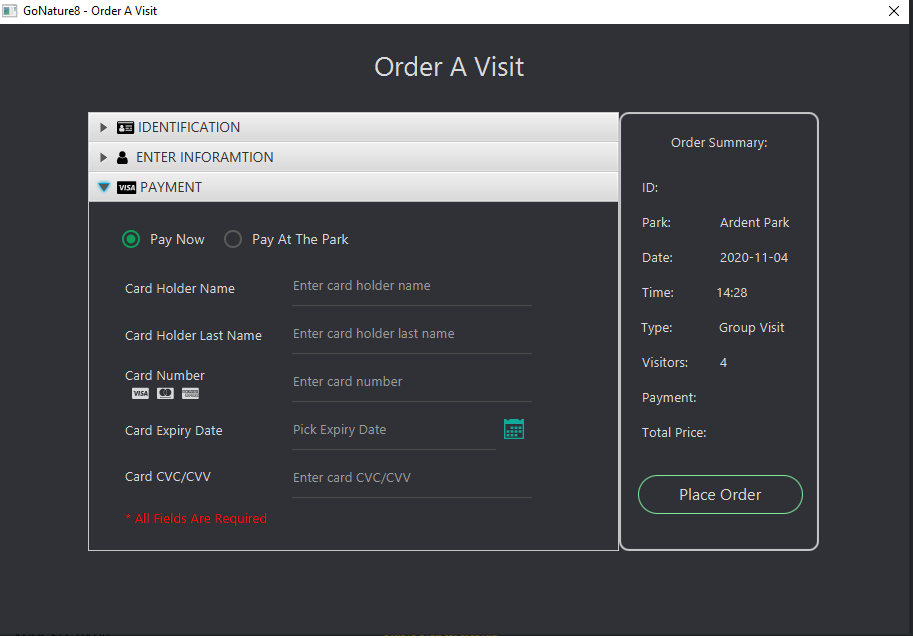 GoNature8 - Order A Visit
Order A Visit
IDENTIFICATION
ENTER INFORAMTION
VISA PAYMENT
Pay Now Pay At The Park
Card Holder Name Enter card holder name
Card Holder Last Name Enter card holder last name
Card Number Enter card number
VISA
Card Expiry Date Pick Expiry Date
Card CVC/CVV Enter card CVC/CVV
* All Fields Are Required
Order Summary:
ID:
Park: Ardent Park
Date: 2020-11-04
Time: 14:28
Type: Group Visit
Visitors: 4
Payment:
Total Price:
Place Order